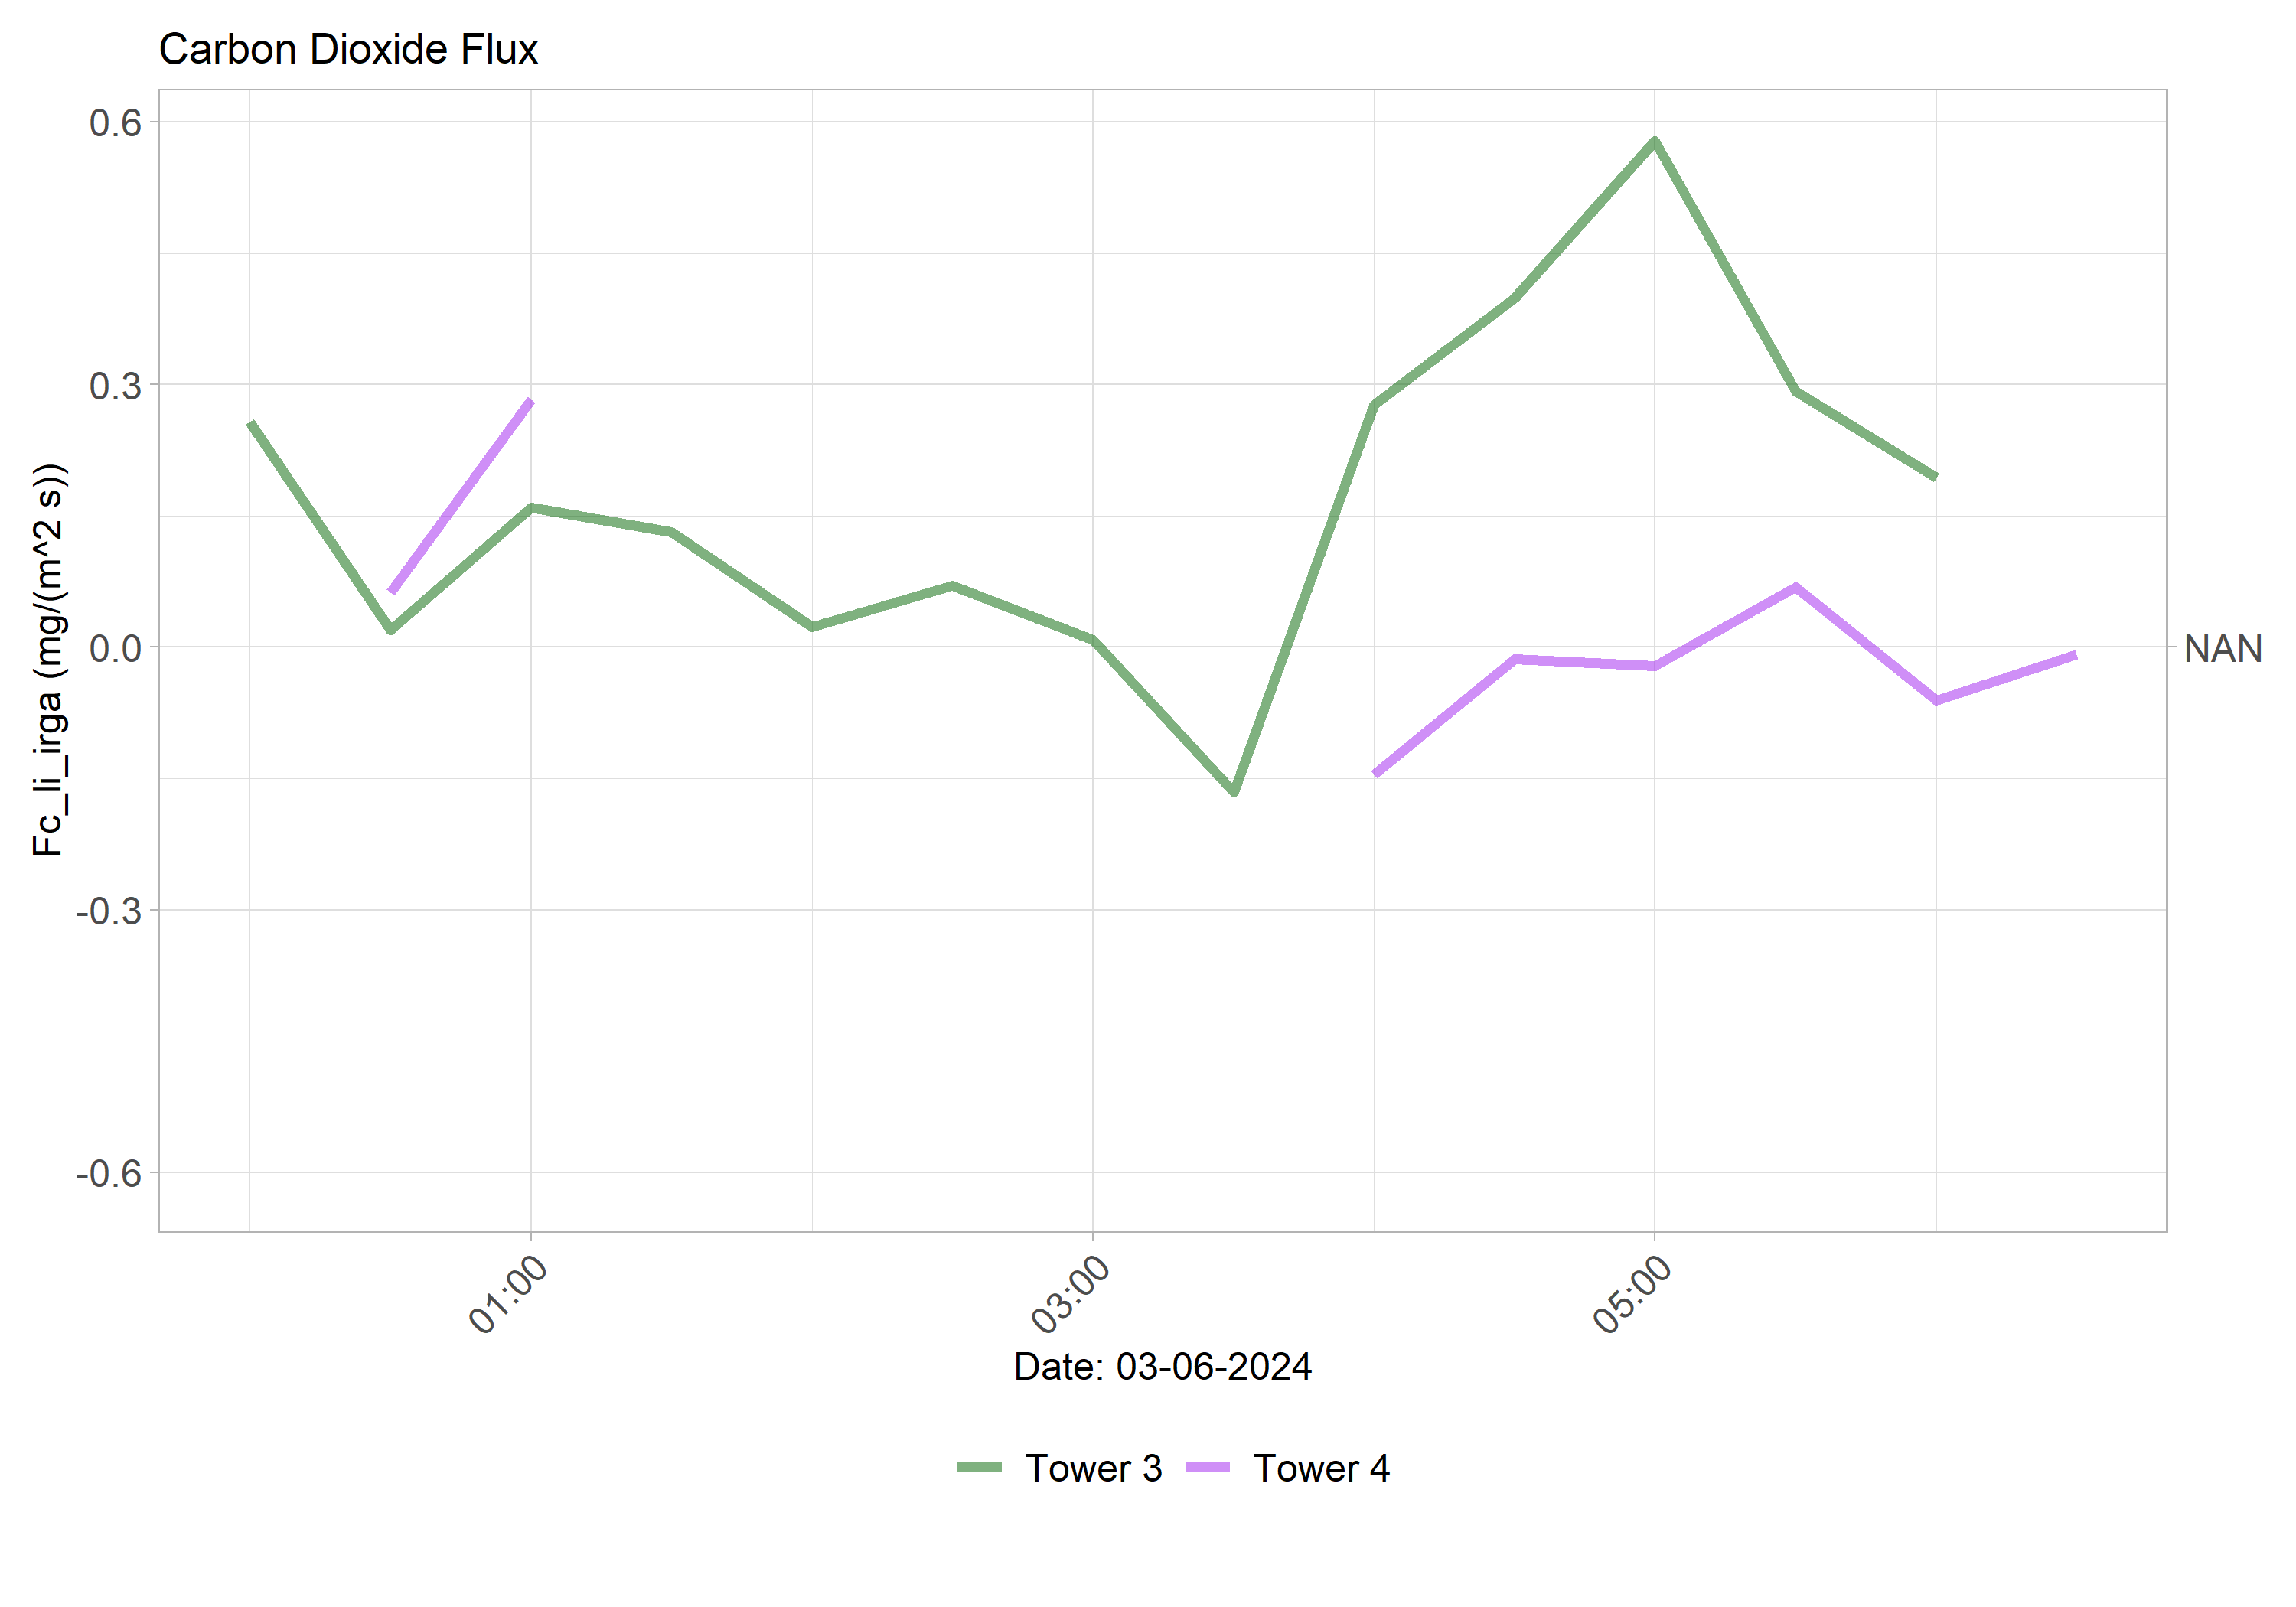 Carbon Dioxide Flux
Fc_li_irga (mg/(m^2 s))
0.6
0.3
0.0
-0.3
-0.6
NAN
01:00
03:00
05:00
Date: 03-06-2024
Tower 3
Tower 4